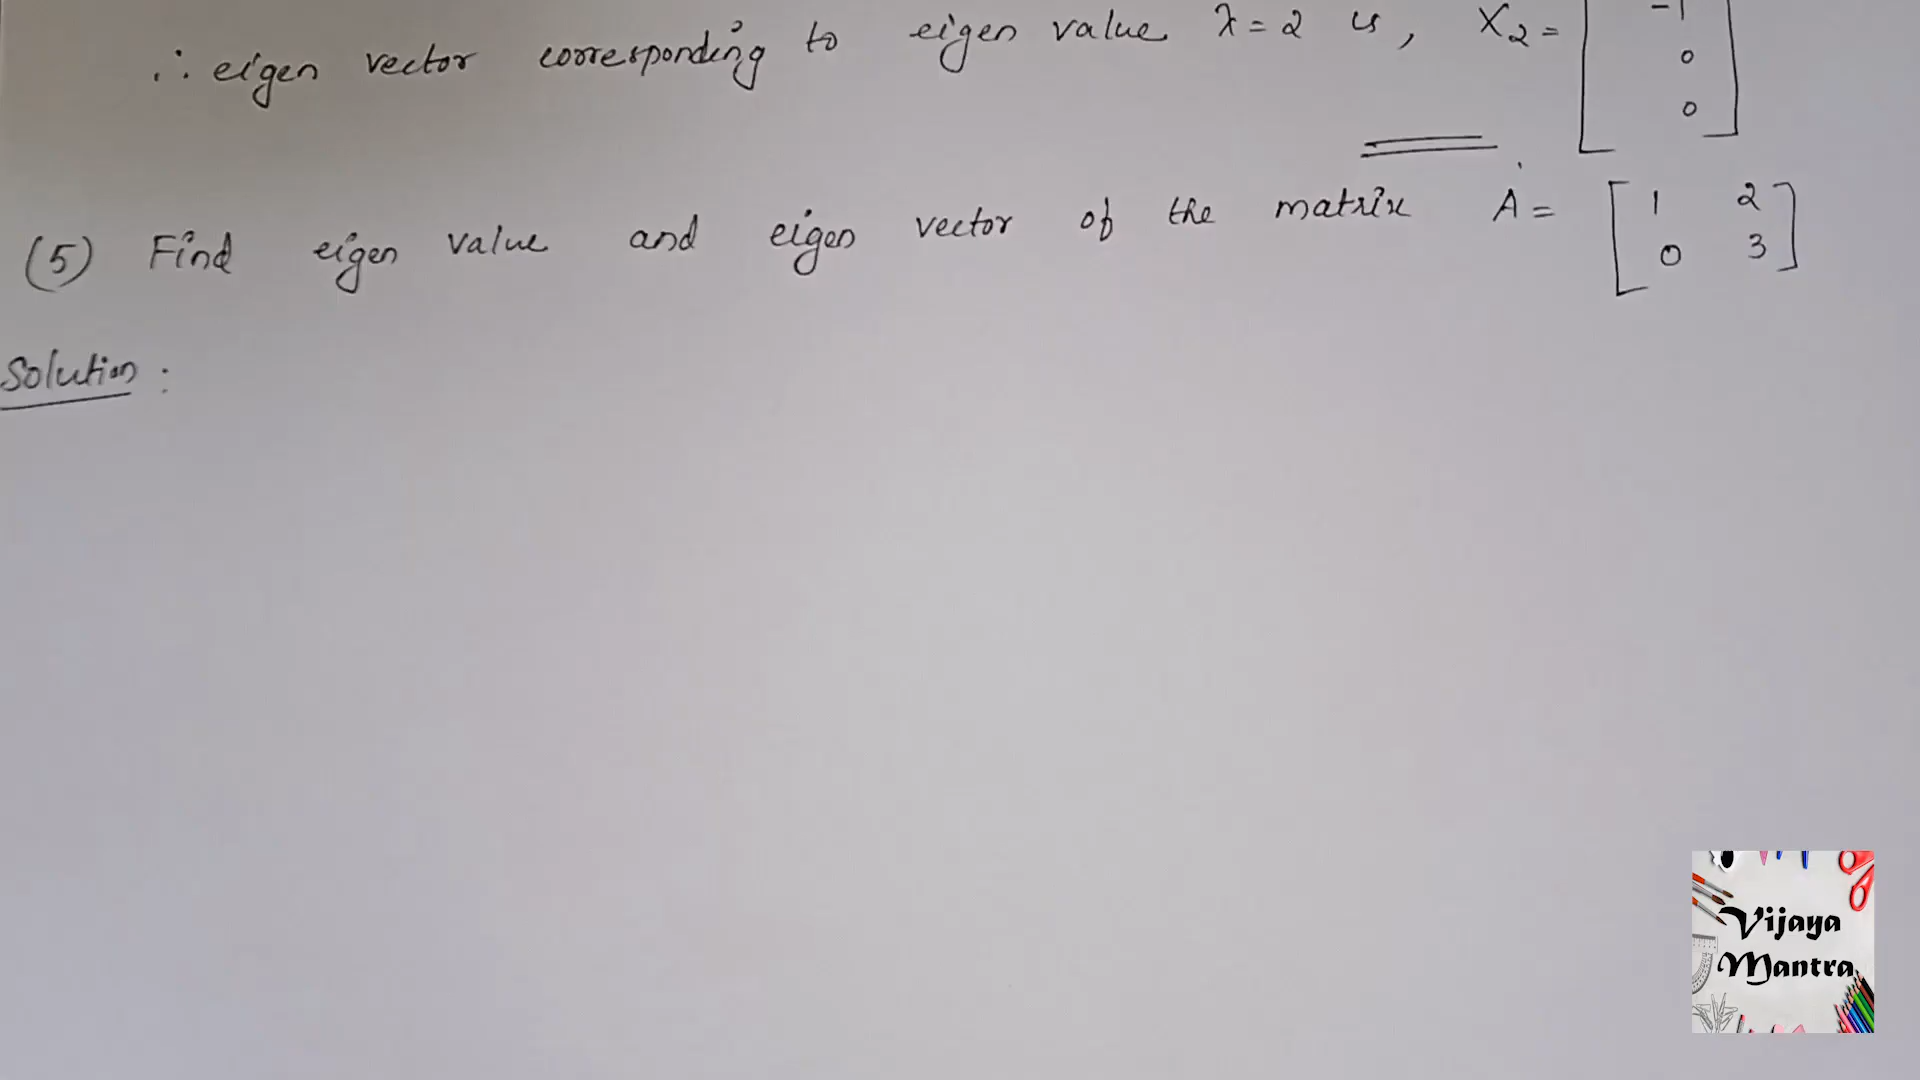 ∴ eigen vector corresponding to eigen value λ = 2 is, X₂ = [ -1
0
0 ]
(5) Find eigen value and eigen vector of the matrix A = [ 1 2
0 3 ]
Solution :
Vijaya
Mantra